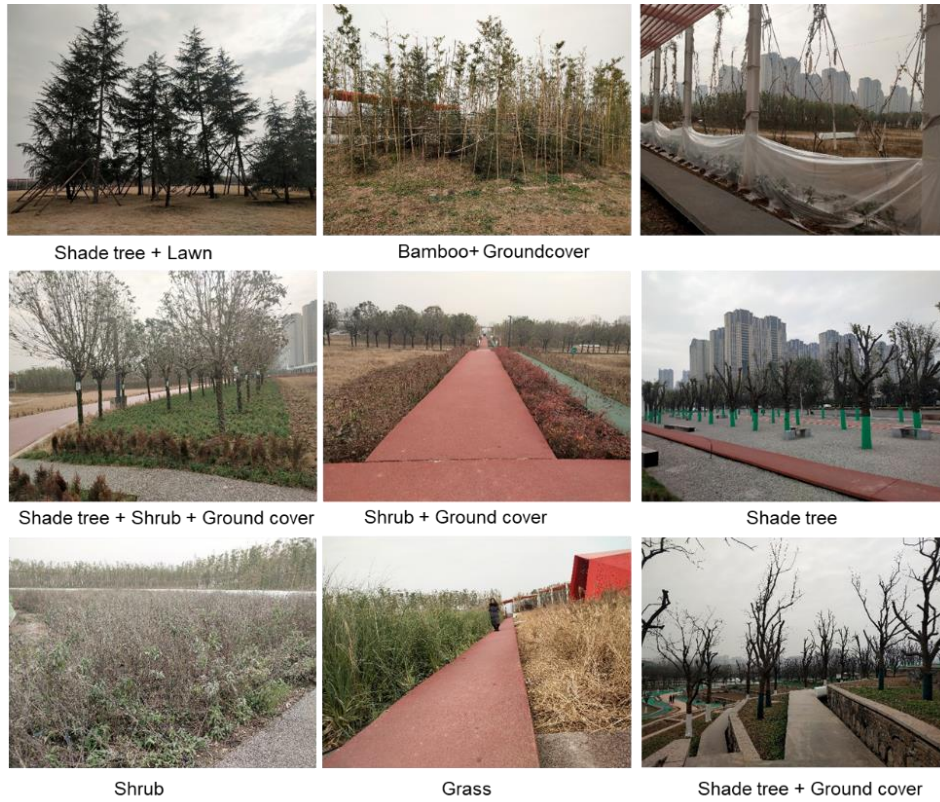 Shade tree + Lawn
Bamboo+ Groundcover
Shade tree + Shrub + Ground cover
Shrub + Ground cover
Shade tree
Shrub
Grass
Shade tree + Ground cover